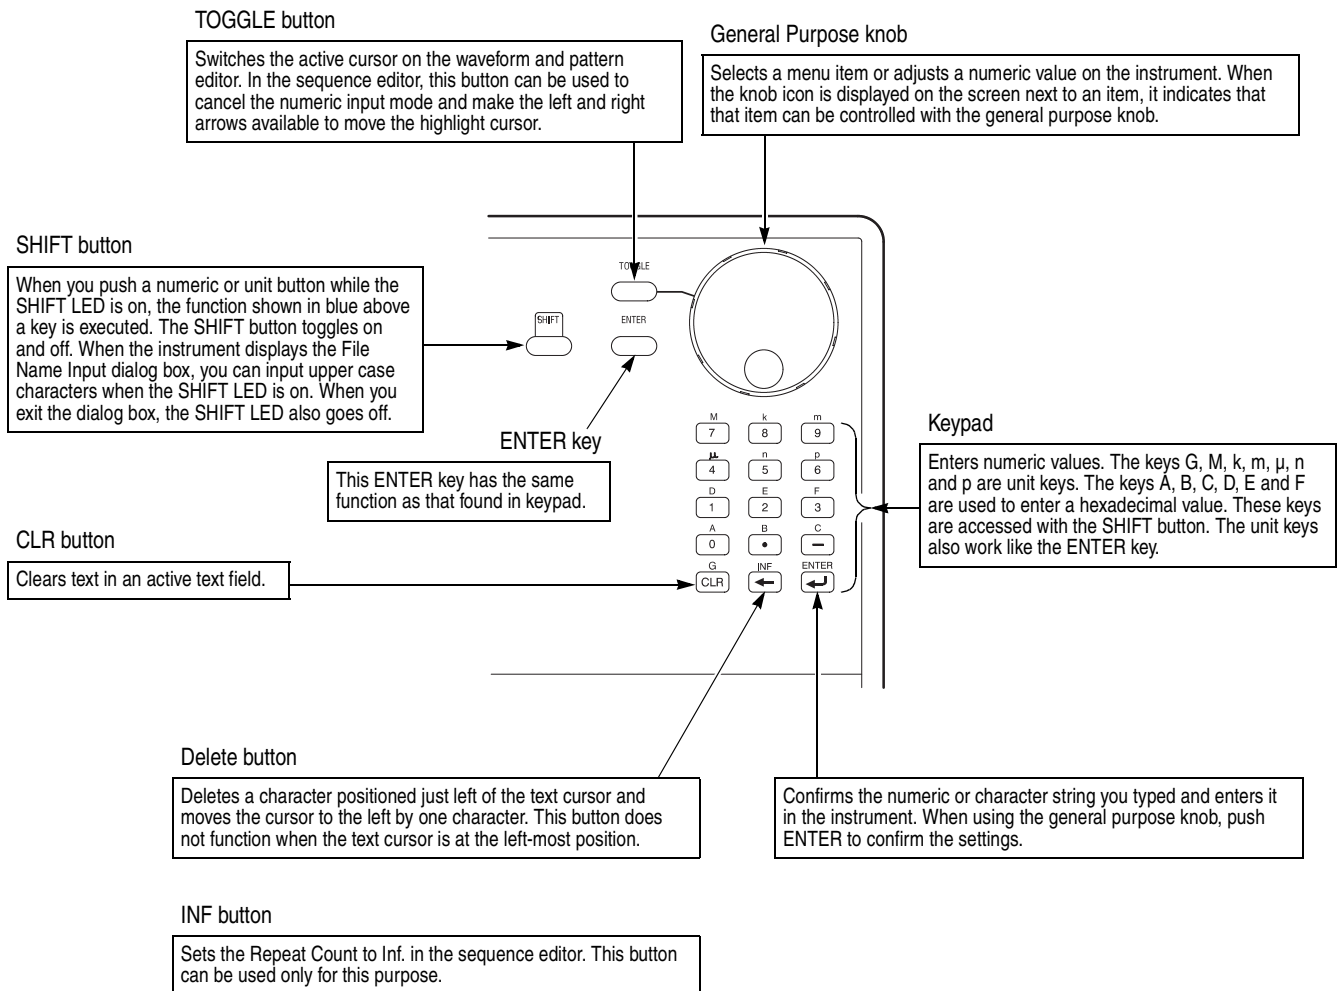 TOGGLE button
Switches the active cursor on the waveform and pattern
editor. In the sequence editor, this button can be used to
cancel the numeric input mode and make the left and right
arrows available to move the highlight cursor.
General Purpose knob
Selects a menu item or adjusts a numeric value on the instrument. When
the knob icon is displayed on the screen next to an item, it indicates that
that item can be controlled with the general purpose knob.
SHIFT button
When you push a numeric or unit button while the
SHIFT LED is on, the function shown in blue above
a key is executed. The SHIFT button toggles on
and off. When the instrument displays the File
Name Input dialog box, you can input upper case
characters when the SHIFT LED is on. When you
exit the dialog box, the SHIFT LED also goes off.
TOGGLE
SHIFT
ENTER
ENTER key
This ENTER key has the same
function as that found in keypad.
CLR button
Clears text in an active text field.
M k m
7 8 9
µ n p
4 5 6
D E F
1 2 3
A B C
0 • –
G INF ENTER
CLR ← ↵
Keypad
Enters numeric values. The keys G, M, k, m, µ, n
and p are unit keys. The keys A, B, C, D, E and F
are used to enter a hexadecimal value. These keys
are accessed with the SHIFT button. The unit keys
also work like the ENTER key.
Delete button
Deletes a character positioned just left of the text cursor and
moves the cursor to the left by one character. This button does
not function when the text cursor is at the left-most position.
Confirms the numeric or character string you typed and enters it
in the instrument. When using the general purpose knob, push
ENTER to confirm the settings.
INF button
Sets the Repeat Count to Inf. in the sequence editor. This button
can be used only for this purpose.